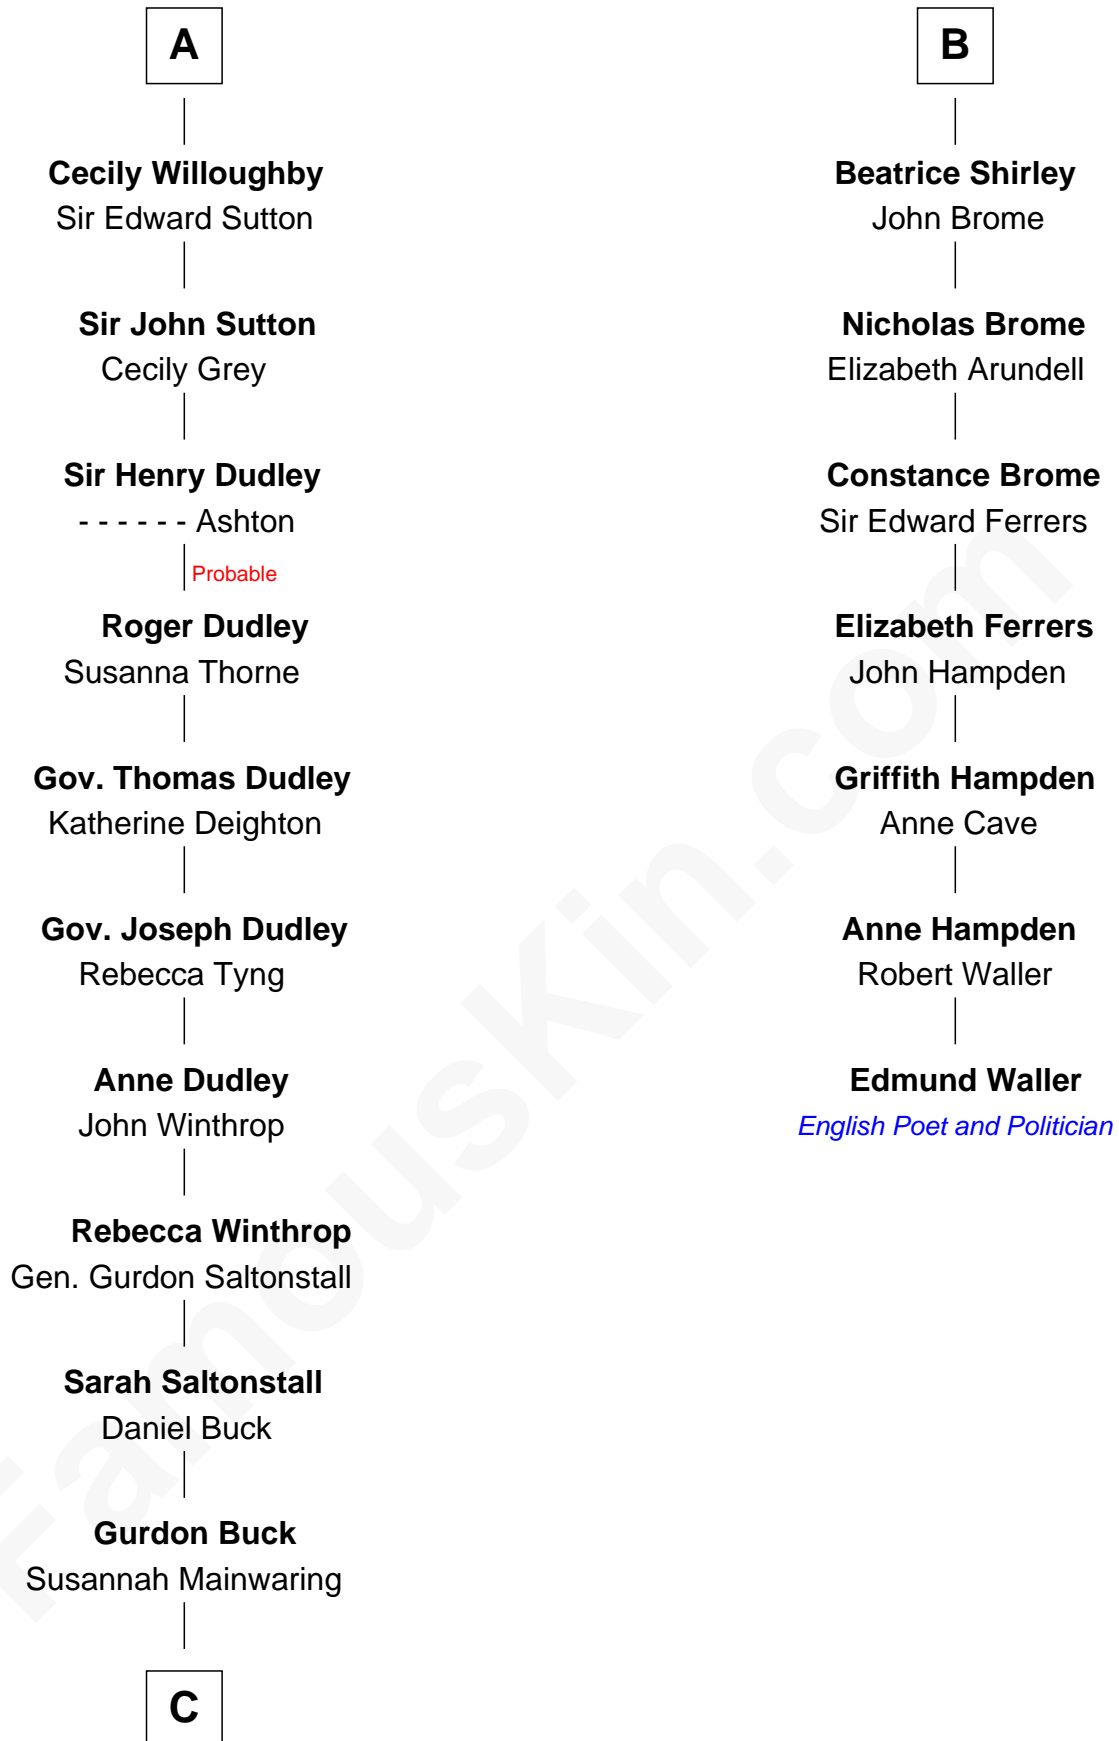 A
Cecily Willoughby
Sir Edward Sutton
Sir John Sutton
Cecily Grey
Sir Henry Dudley
- - - - - - Ashton
Probable
Roger Dudley
Susanna Thorne
Gov. Thomas Dudley
Katherine Deighton
Gov. Joseph Dudley
Rebecca Tyng
Anne Dudley
John Winthrop
Rebecca Winthrop
Gen. Gurdon Saltonstall
Sarah Saltonstall
Daniel Buck
Gurdon Buck
Susannah Mainwaring
C
B
Beatrice Shirley
John Brome
Nicholas Brome
Elizabeth Arundell
Constance Brome
Sir Edward Ferrers
Elizabeth Ferrers
John Hampden
Griffith Hampden
Anne Cave
Anne Hampden
Robert Waller
Edmund Waller
English Poet and Politician
FamousKin.com